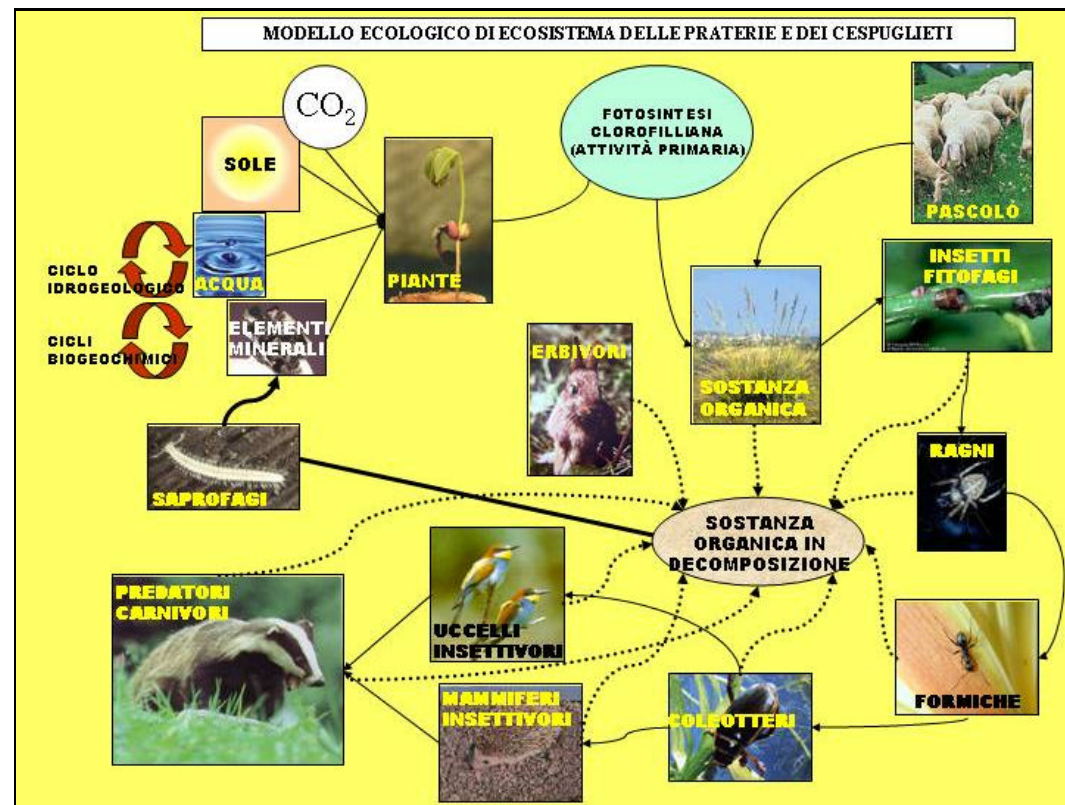 MODELLO ECOLOGICO DI ECOSISTEMA DELLE PRATERIE E DEI CESPUGLIETI
CO2
SOLE
FOTOSINTESI
CLOROFILLIANA
(ATTIVITÀ PRIMARIA)
PASCOLO
CICLO
IDROGEOLOGICO
ACQUA
PIANTE
INSETTI
FITOFAGI
CICLI
BIOGEOCHIMICI
ELEMENTI
MINERALI
ERBIVORI
SOSTANZA
ORGANICA
SAPROFAGI
RAGNI
SOSTANZA
ORGANICA IN
DECOMPOSIZIONE
PREDATORI
CARNIVORI
UCCELLI
INSETTIVORI
MAMMIFERI
INSETTIVORI
COLEOTTERI
FORMICHE